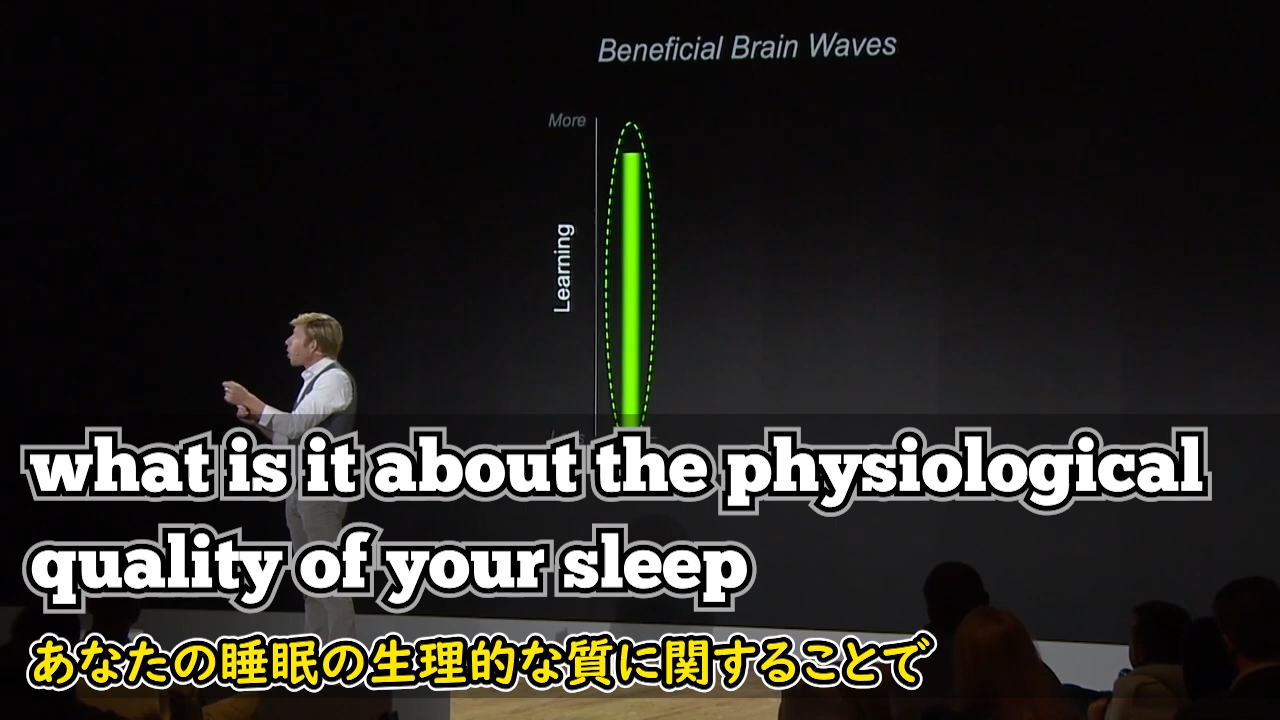 Beneficial Brain Waves
More
Learning
what is it about the physiological
quality of your sleep
あなたの睡眠の生理的な質に関することで